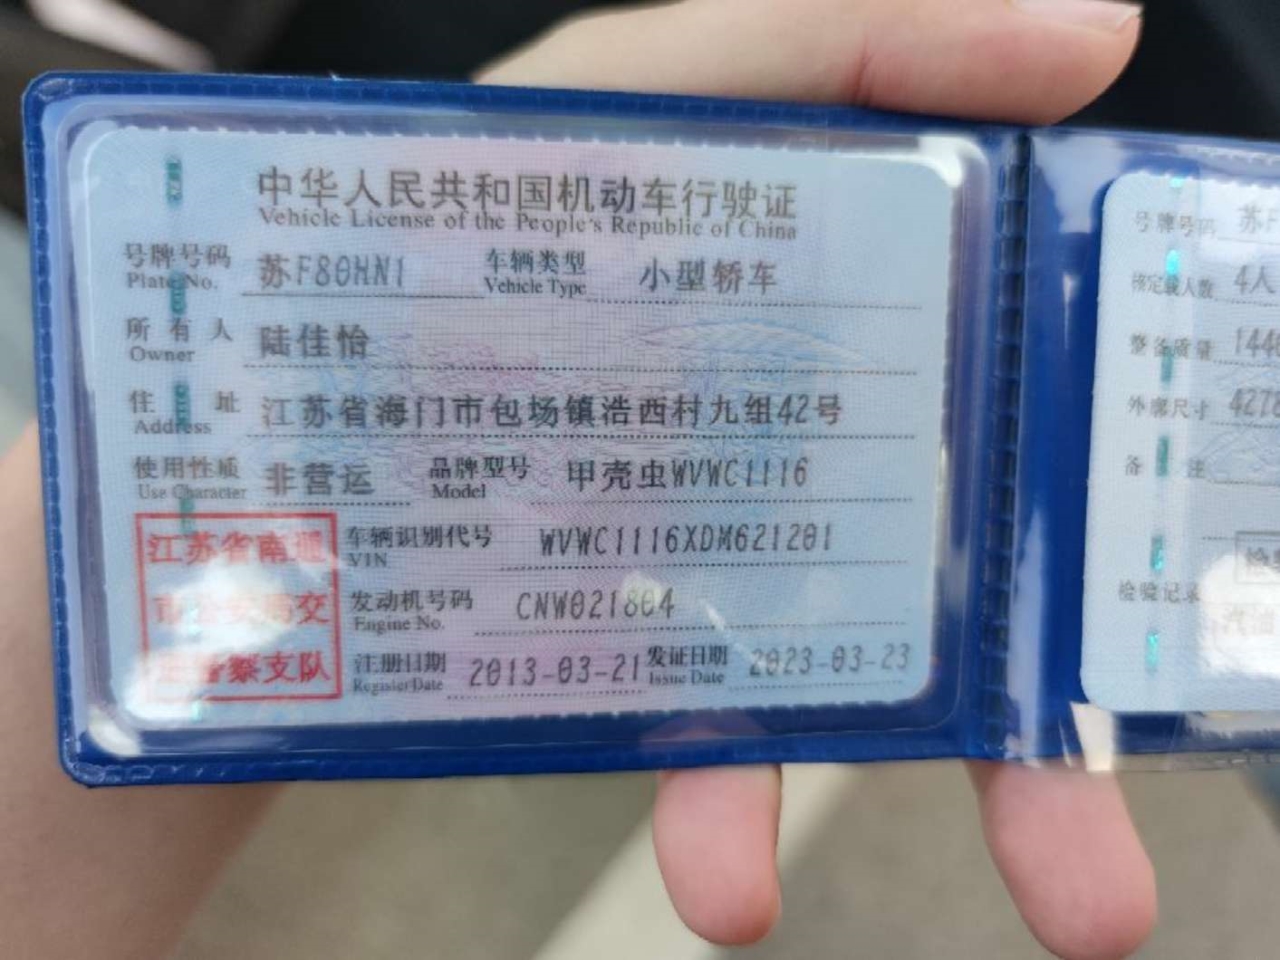 中华人民共和国机动车行驶证
Vehicle License of the People's Republic of China
号牌号码 苏F80HN1 车辆类型 小型轿车
Plate No. Vehicle Type
所有人 陆佳怡
Owner
住址 江苏省海门市包场镇浩西村九组42号
Address
使用性质 非营运 品牌型号 甲壳虫WVWC1116
Use Character Model
江苏省南通
市公安局交
警察支队
车辆识别代号 WVWC1116XDM621201
VIN
发动机号码 CNW021804
Engine No.
注册日期 2013-03-21 发证日期 2023-03-23
Register Date Issue Date
号牌号码 苏F
核定载人数 4人
整备质量 144
外廓尺寸 427
备注
检验记录
汽油